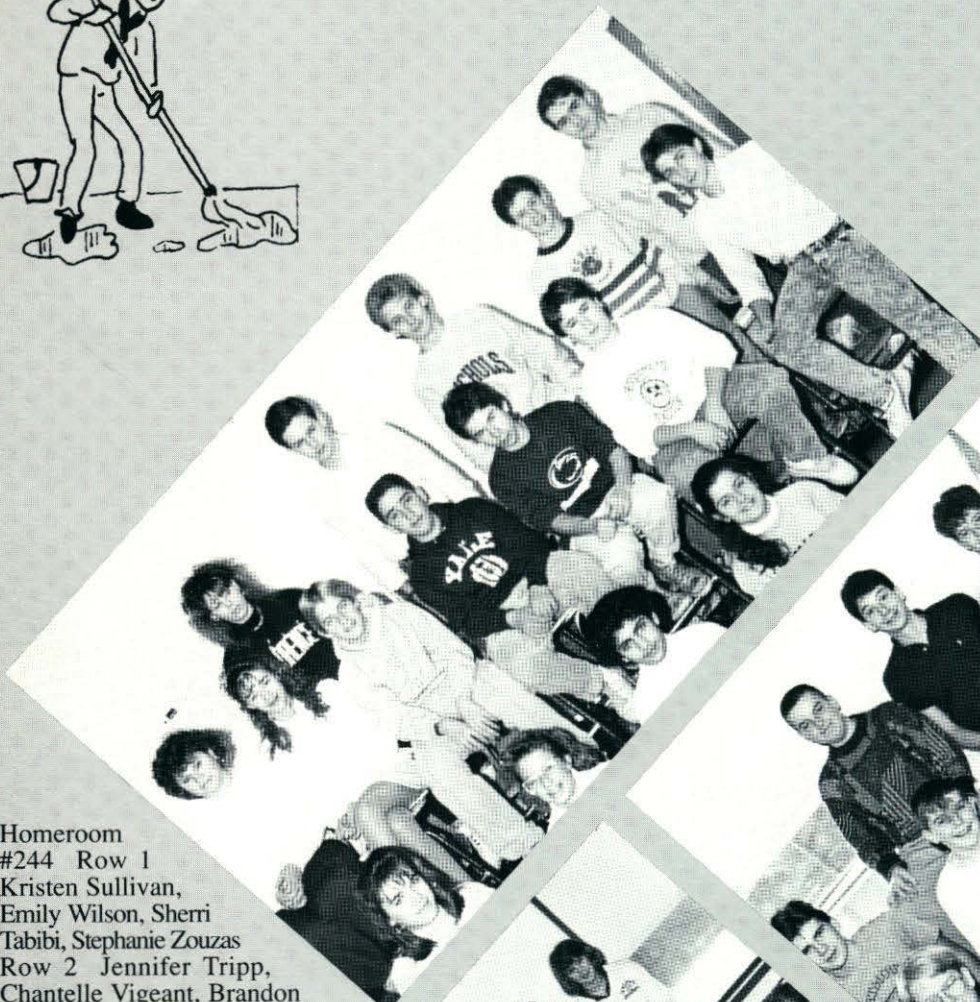 Homeroom
#244 Row 1
Kristen Sullivan,
Emily Wilson, Sherri
Tabibi, Stephanie Zouzas
Row 2 Jennifer Tripp,
Chantelle Vigeant, Brandon
YALE